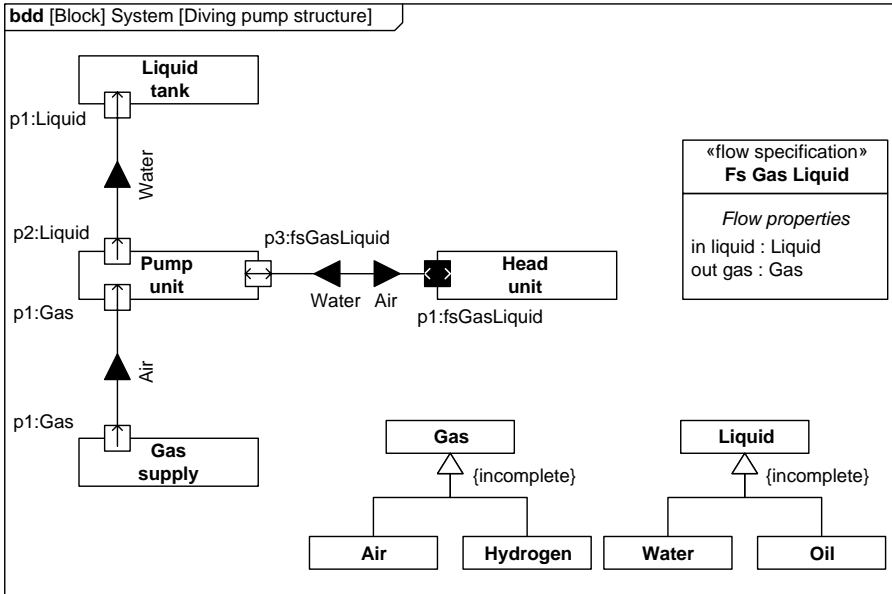 bdd [Block] System [Diving pump structure]
Liquid
tank
p1:Liquid
Water
p2:Liquid
p3:fsGasLiquid
Pump
unit
Water Air
Head
unit
p1:fsGasLiquid
p1:Gas
Air
p1:Gas
Gas
supply
«flow specification»
Fs Gas Liquid
Flow properties
in liquid : Liquid
out gas : Gas
Gas
{incomplete}
Air
Hydrogen
Liquid
{incomplete}
Water
Oil